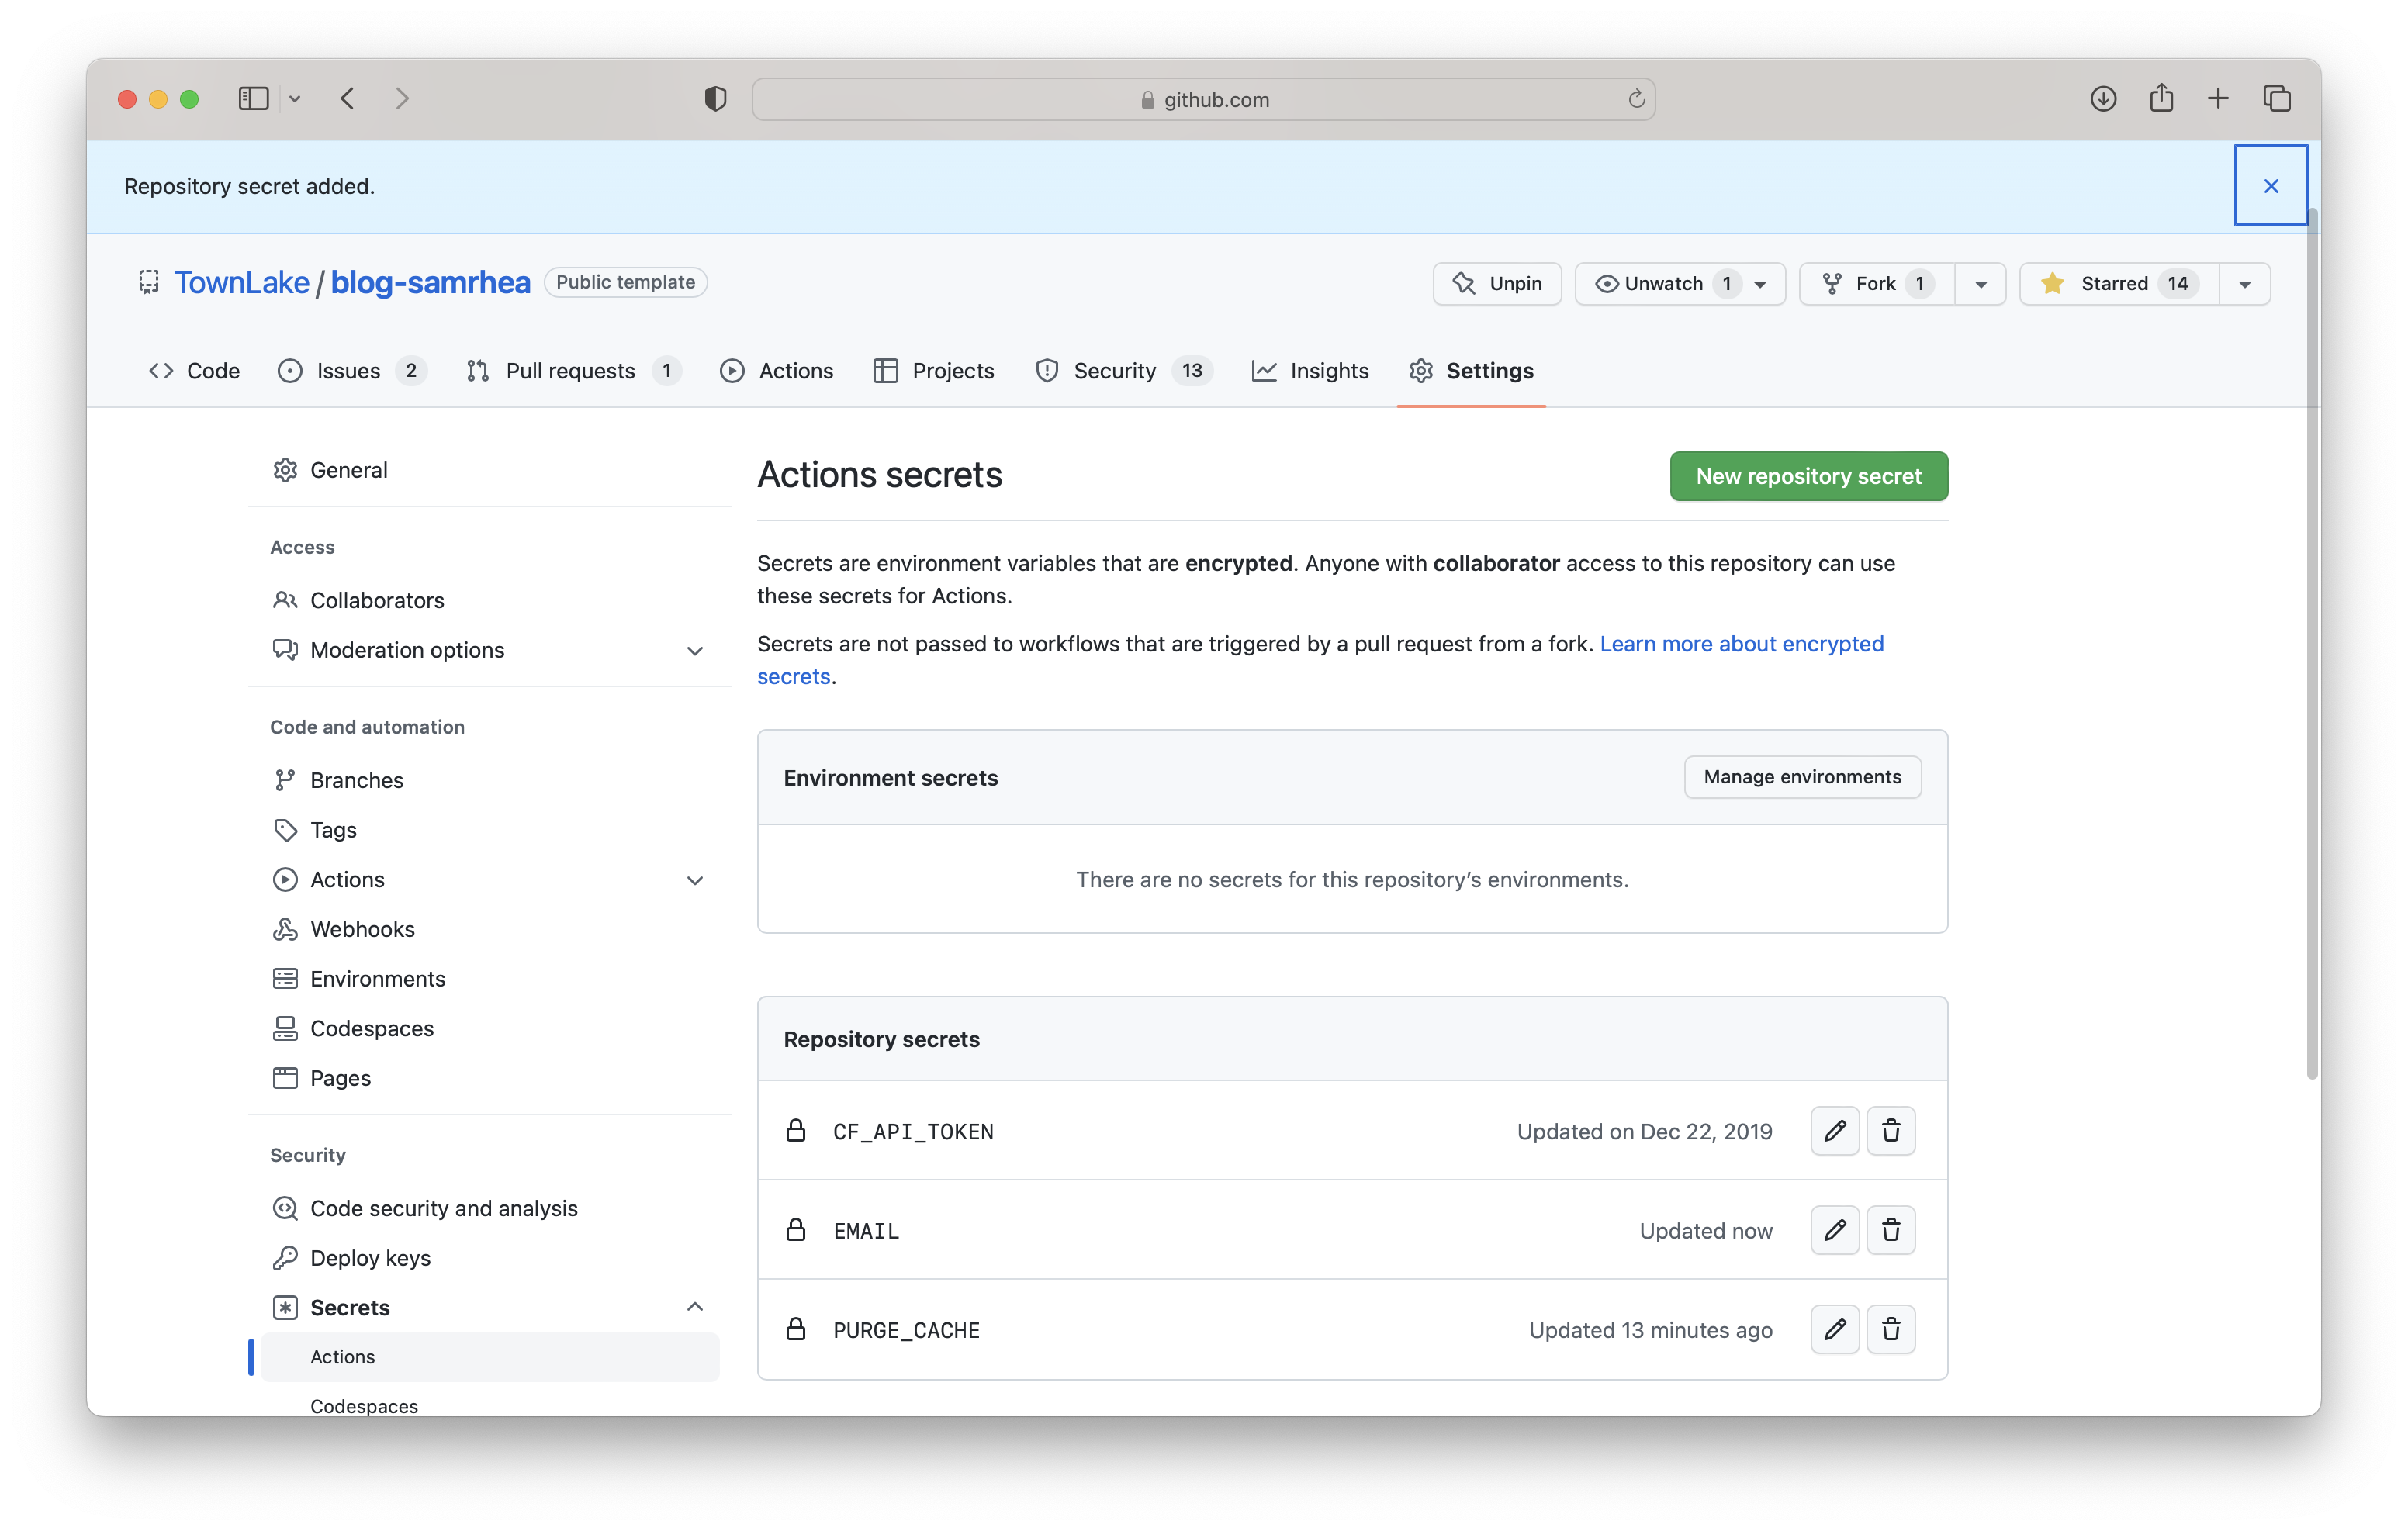 github.com
Repository secret added.
TownLake / blog-samrhea Public template
Unpin Unwatch 1 Fork 1 Starred 14
Code Issues 2 Pull requests 1 Actions Projects Security 13 Insights Settings
General
Access
Collaborators
Moderation options
Code and automation
Branches
Tags
Actions
Webhooks
Environments
Codespaces
Pages
Security
Code security and analysis
Deploy keys
Secrets
Actions
Codespaces
Actions secrets
New repository secret
Secrets are environment variables that are encrypted. Anyone with collaborator access to this repository can use
these secrets for Actions.
Secrets are not passed to workflows that are triggered by a pull request from a fork. Learn more about encrypted
secrets.
Environment secrets
Manage environments
There are no secrets for this repository’s environments.
Repository secrets
CF_API_TOKEN Updated on Dec 22, 2019
EMAIL Updated now
PURGE_CACHE Updated 13 minutes ago